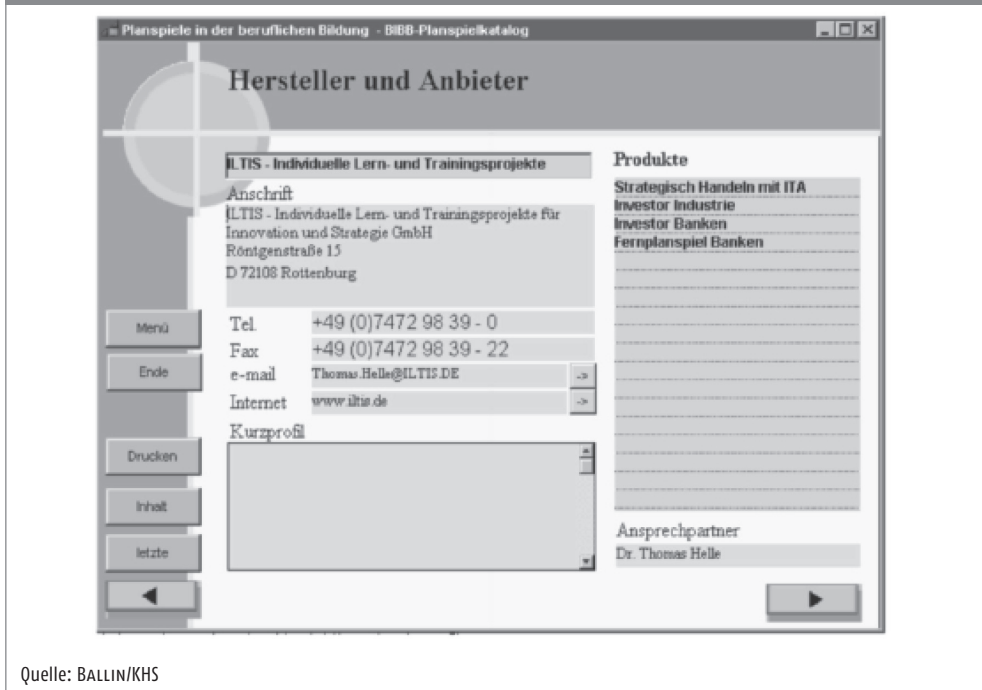 Planspiele in der beruflichen Bildung - BIBB-Planspielkatalog
Hersteller und Anbieter
ILTIS - Individuelle Lern- und Trainingsprojekte
Anschrift
ILTIS - Individuelle Lern- und Trainingsprojekte für
Innovation und Strategie GmbH
Röntgenstraße 15
D 72108 Rottenburg
Tel. +49 (0)7472 98 39 - 0
Fax +49 (0)7472 98 39 - 22
e-mail Thomas.Helle@ILTIS.DE ->
Internet www.iltis.de ->
Kurzprofil
Produkte
Strategisch Handeln mit ITA
Investor Industrie
Investor Banken
Fernplanspiel Banken
Ansprechpartner
Dr. Thomas Helle
Menü
Ende
Drucken
Inhalt
letzte
Quelle: BALLIN/KHS